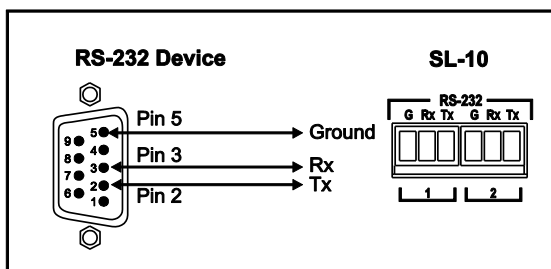 RS-232 Device
SL-10
Pin 5
Ground
Pin 3
Rx
Tx
Pin 2
5
9
4
8
3
7
2
6
1
RS-232
G Rx Tx G Rx Tx
1 2